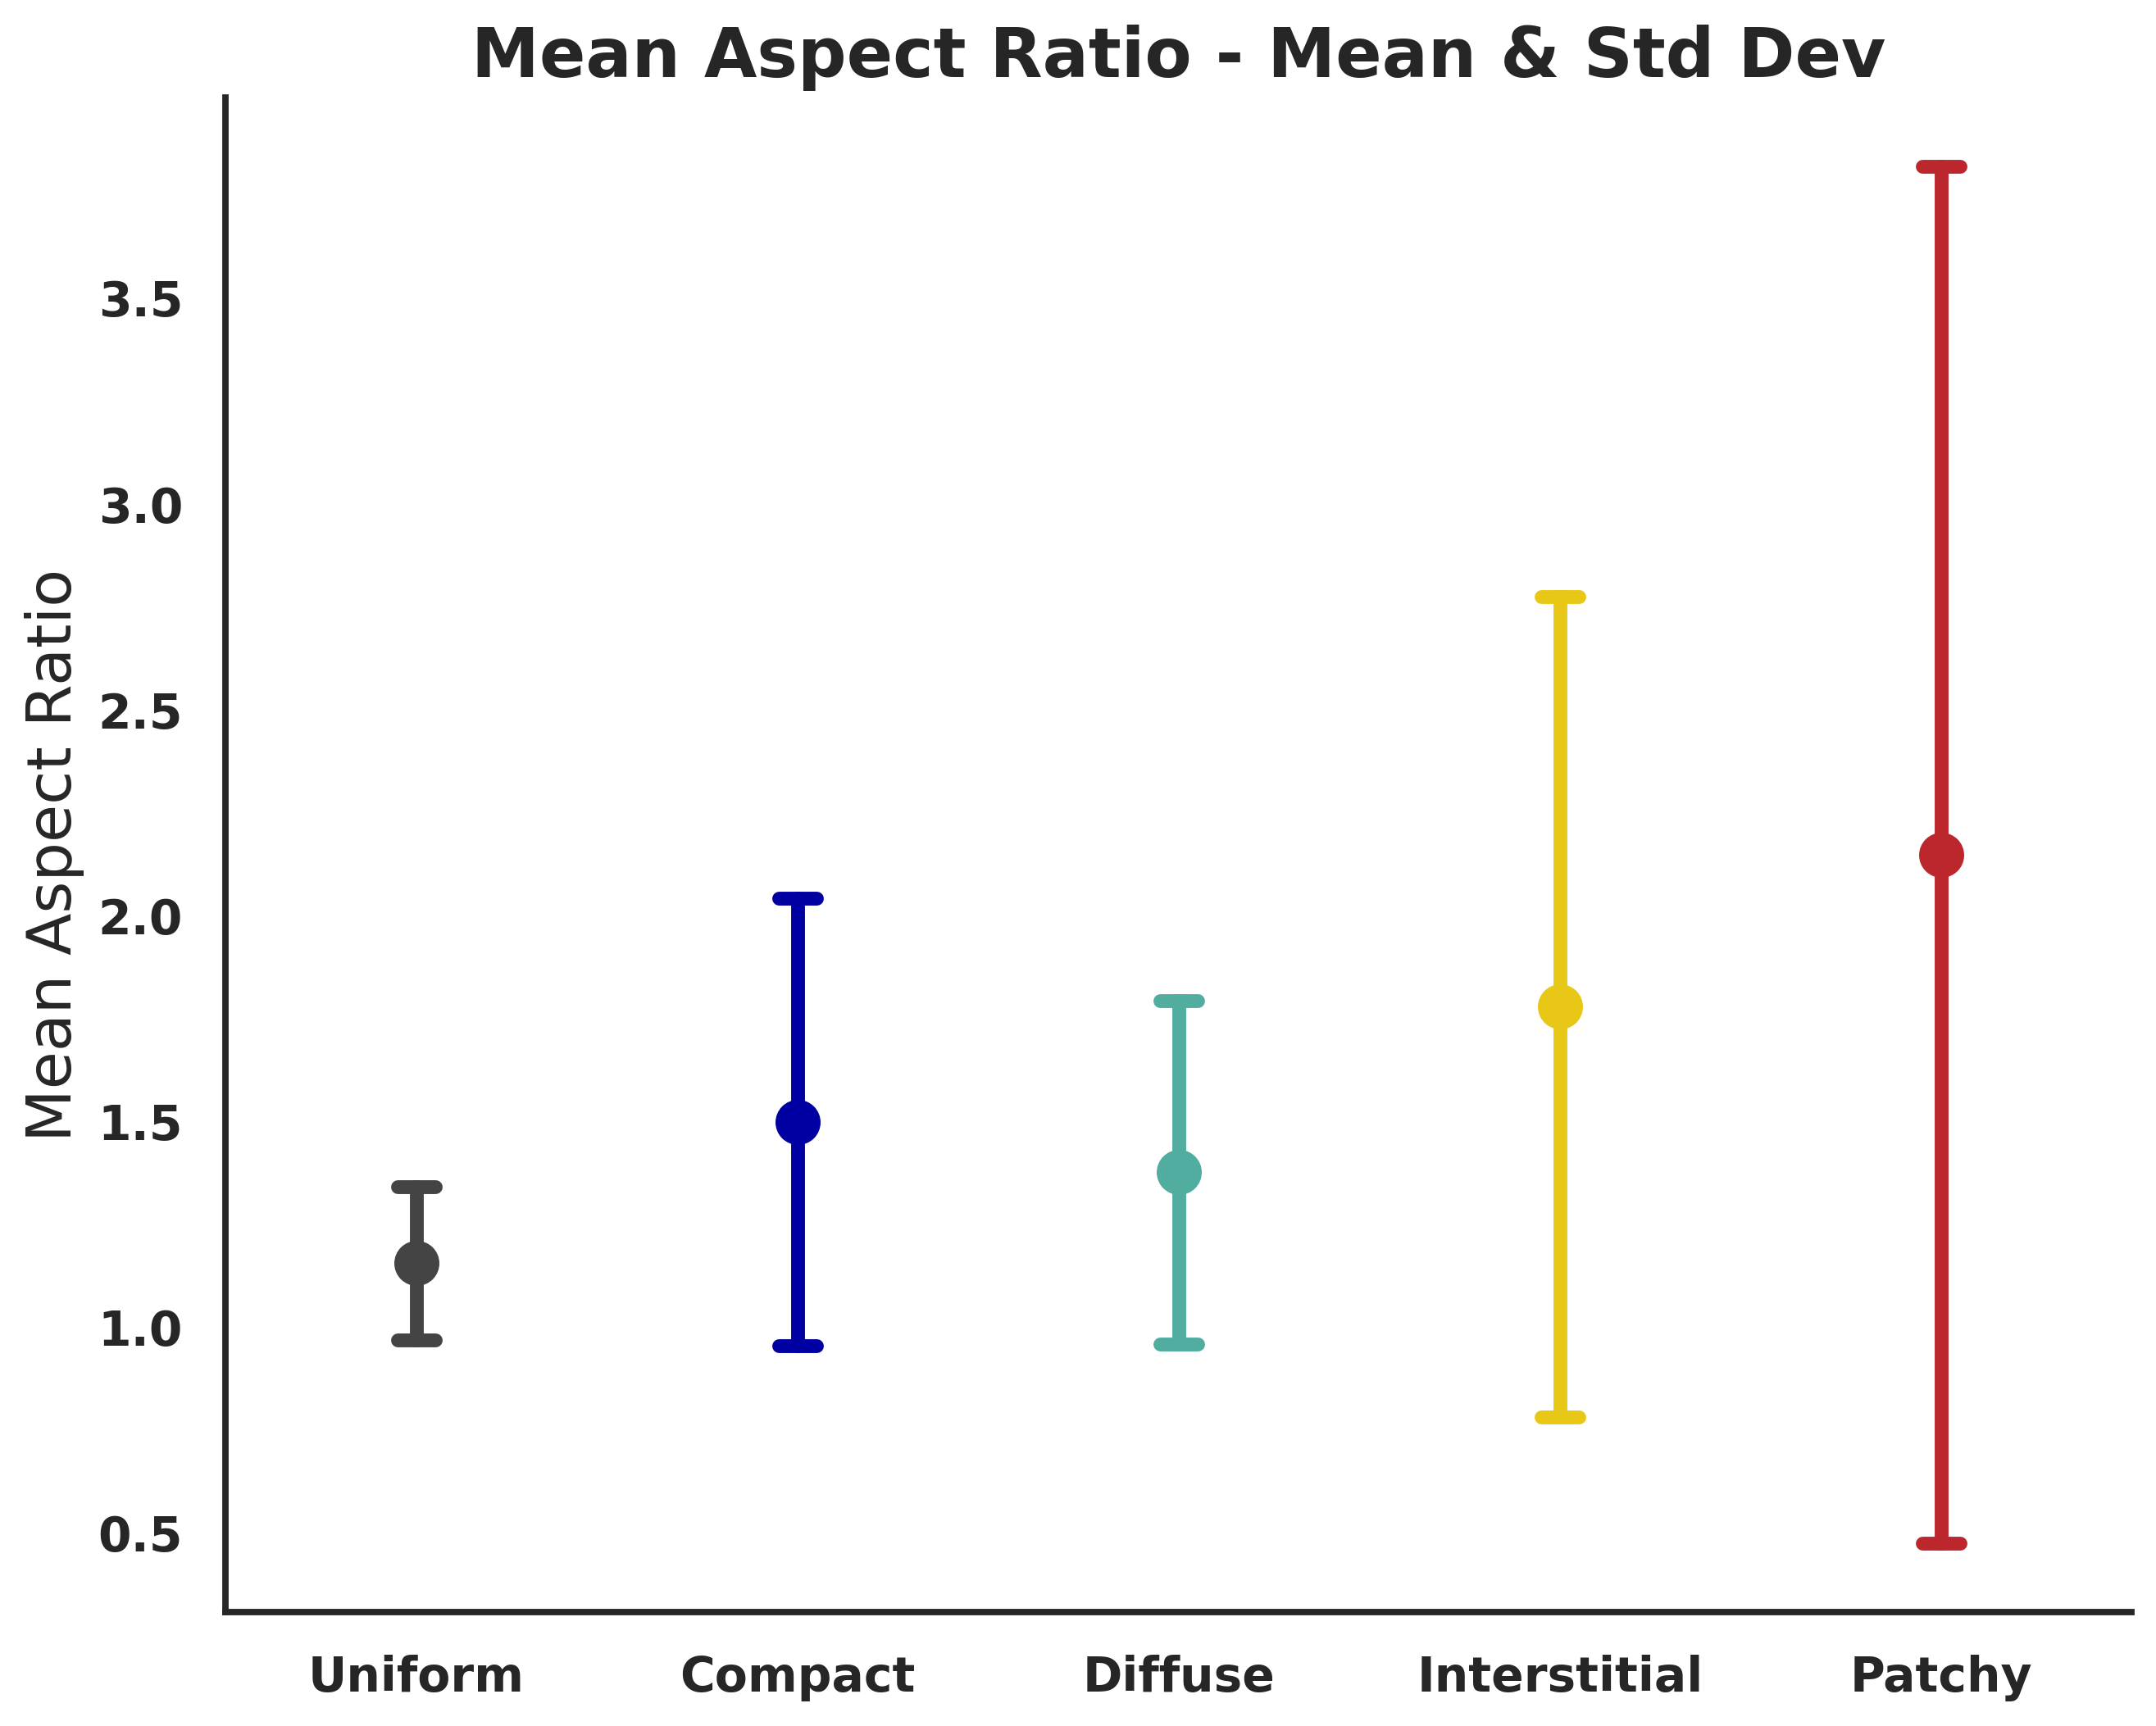 Mean Aspect Ratio - Mean & Std Dev
Mean Aspect Ratio
3.5
3.0
2.5
2.0
1.5
1.0
0.5
Uniform Compact Diffuse Interstitial Patchy